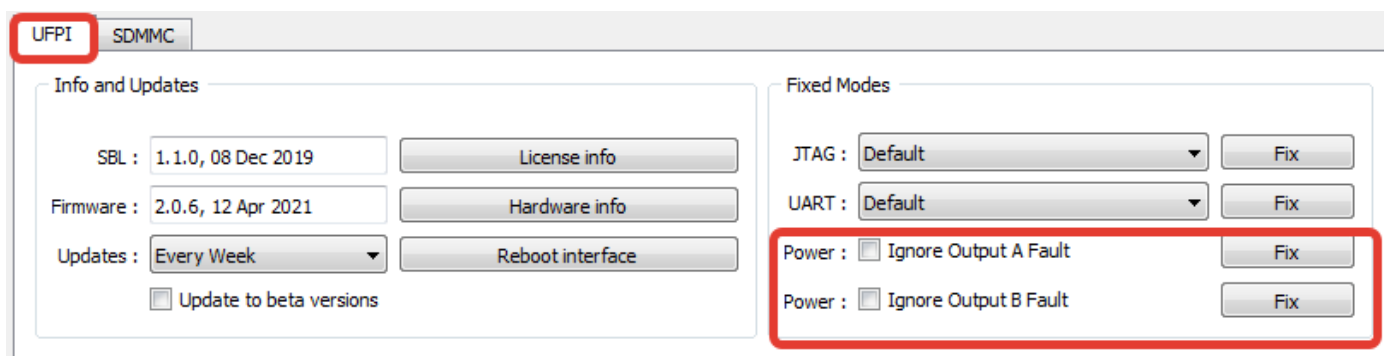 UFPI SDMMC
Info and Updates
SBL : 1.1.0, 08 Dec 2019 License info
Firmware : 2.0.6, 12 Apr 2021 Hardware info
Updates : Every Week Reboot interface
Update to beta versions
Fixed Modes
JTAG : Default Fix
UART : Default Fix
Power : Ignore Output A Fault Fix
Power : Ignore Output B Fault Fix